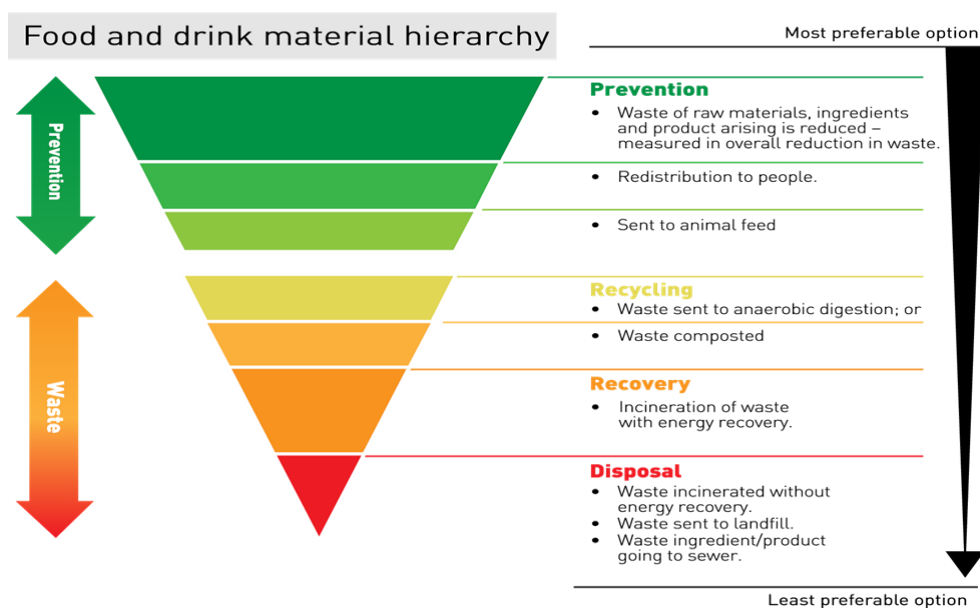 Food and drink material hierarchy
Most preferable option
Prevention
Prevention
• Waste of raw materials, ingredients
and product arising is reduced –
measured in overall reduction in waste.
• Redistribution to people.
• Sent to animal feed
Waste
Recycling
• Waste sent to anaerobic digestion; or
• Waste composted
Recovery
• Incineration of waste
with energy recovery.
Disposal
• Waste incinerated without
energy recovery.
• Waste sent to landfill.
• Waste ingredient/product
going to sewer.
Least preferable option